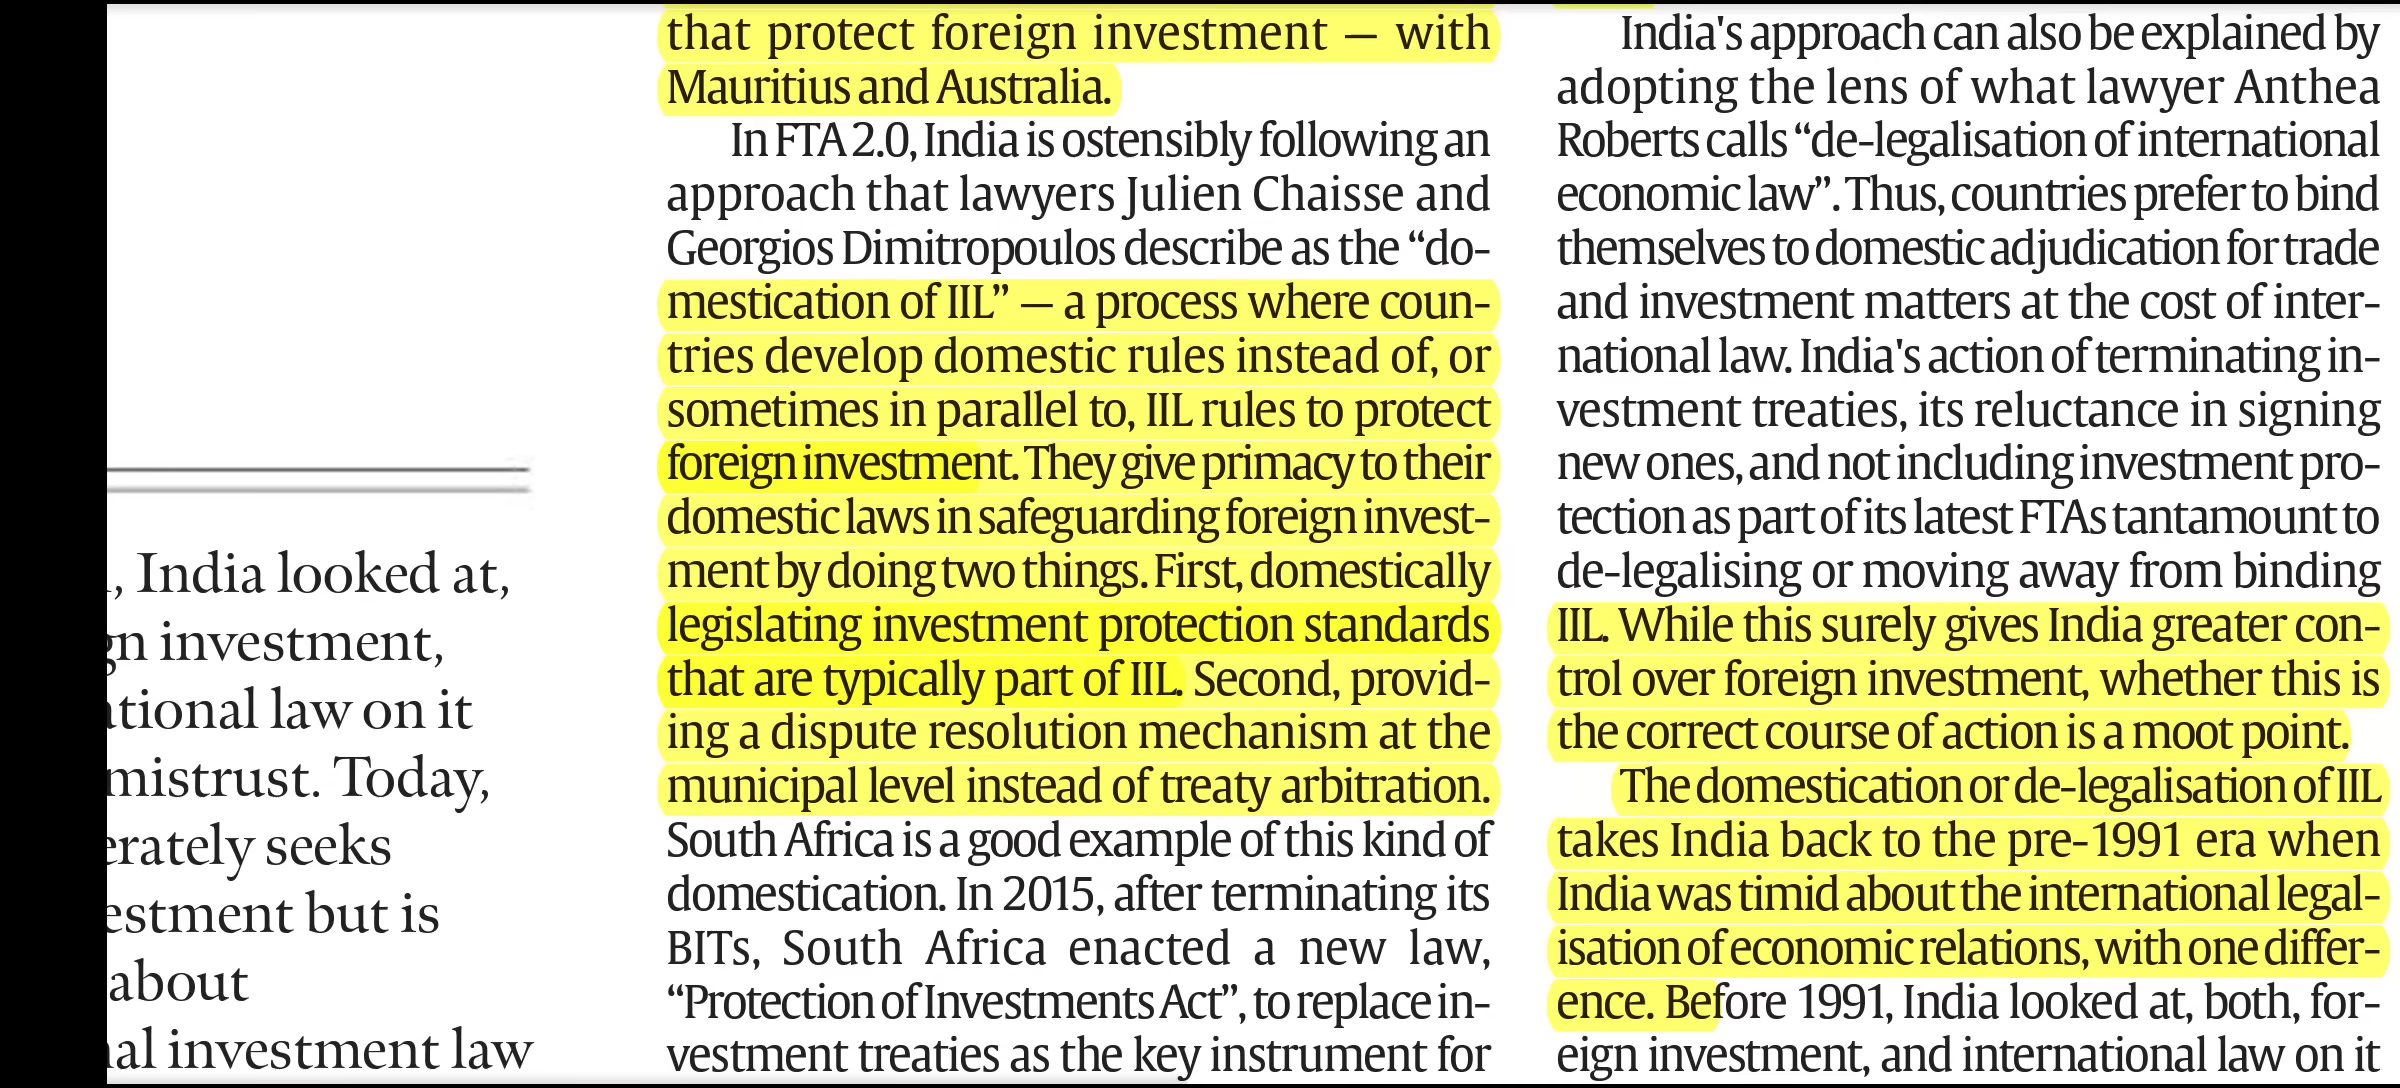 , India looked at,
gn investment,
ational law on it
mistrust. Today,
erately seeks
estment but is
about
nal investment law
that protect foreign investment — with
Mauritius and Australia.
In FTA 2.0, India is ostensibly following an
approach that lawyers Julien Chaisse and
Georgios Dimitropoulos describe as the “do-
mestication of IIL” — a process where coun-
tries develop domestic rules instead of, or
sometimes in parallel to, IIL rules to protect
foreign investment. They give primacy to their
domestic laws in safeguarding foreign invest-
ment by doing two things. First, domestically
legislating investment protection standards
that are typically part of IIL. Second, provid-
ing a dispute resolution mechanism at the
municipal level instead of treaty arbitration.
South Africa is a good example of this kind of
domestication. In 2015, after terminating its
BITs, South Africa enacted a new law,
“Protection of Investments Act”, to replace in-
vestment treaties as the key instrument for
India's approach can also be explained by
adopting the lens of what lawyer Anthea
Roberts calls “de-legalisation of international
economic law”. Thus, countries prefer to bind
themselves to domestic adjudication for trade
and investment matters at the cost of inter-
national law. India's action of terminating in-
vestment treaties, its reluctance in signing
new ones, and not including investment pro-
tection as part of its latest FTAs tantamount to
de-legalising or moving away from binding
IIL. While this surely gives India greater con-
trol over foreign investment, whether this is
the correct course of action is a moot point.
The domestication or de-legalisation of IIL
takes India back to the pre-1991 era when
India was timid about the international legal-
isation of economic relations, with one differ-
ence. Before 1991, India looked at, both, for-
eign investment, and international law on it